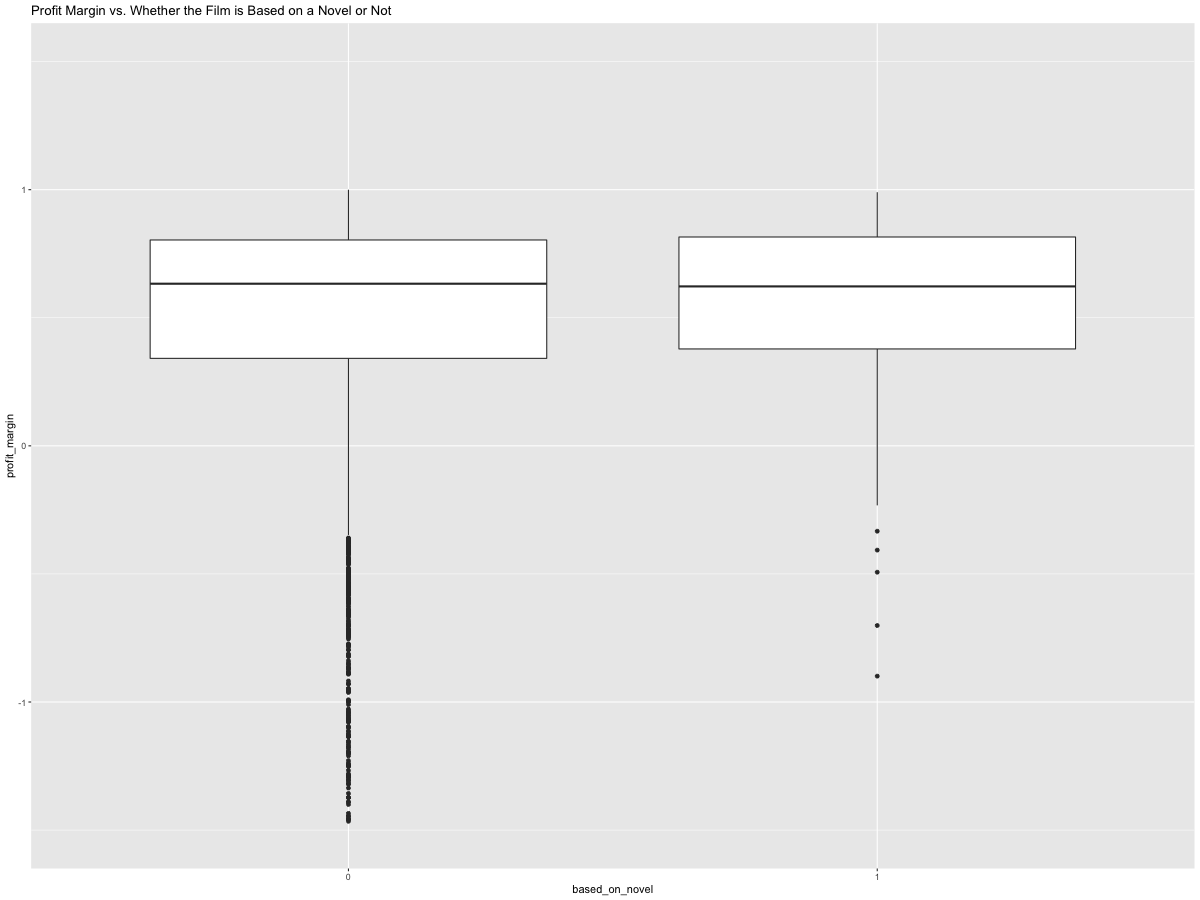 Profit Margin vs. Whether the Film is Based on a Novel or Not
profit_margin
1
0
-1
0
1
based_on_novel